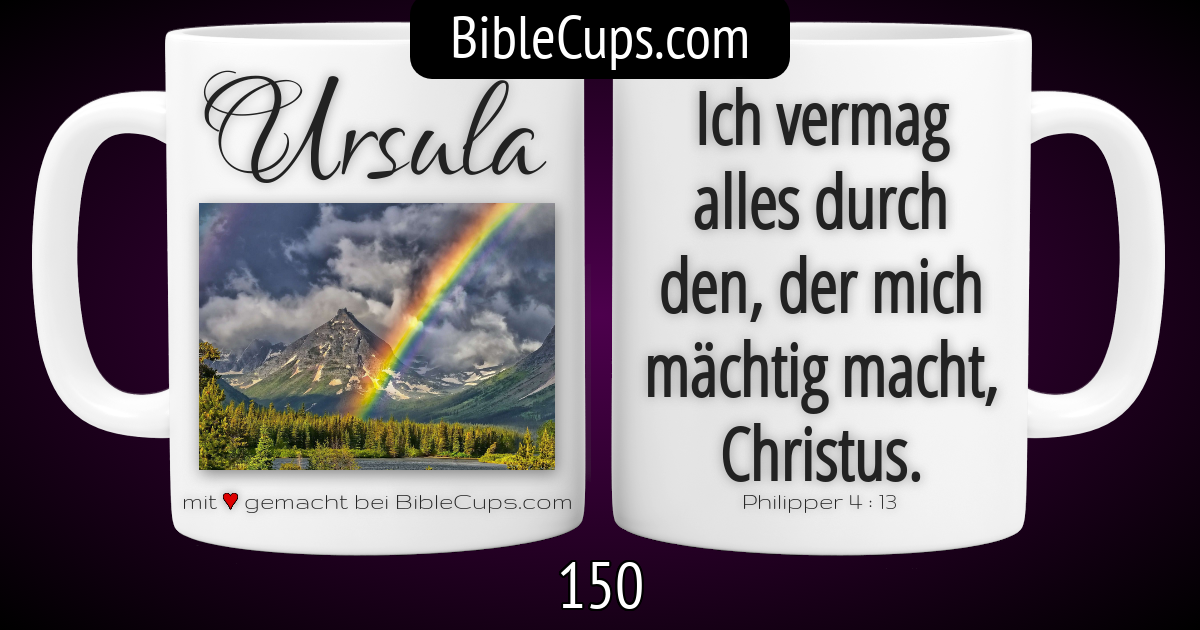 BibleCups.com
Ursula
mit ♥ gemacht bei BibleCups.com
Ich vermag
alles durch
den, der mich
mächtig macht,
Christus.
Philipper 4 : 13
150